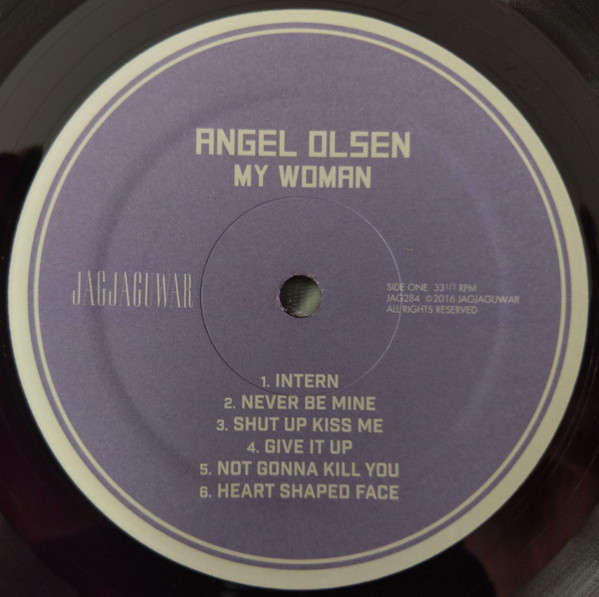 ANGEL OLSEN
MY WOMAN
JAGJAGUWAR
SIDE ONE 33 1/3 RPM
JAG284 ©2016 JAGJAGUWAR
ALL RIGHTS RESERVED
1. INTERN
2. NEVER BE MINE
3. SHUT UP KISS ME
4. GIVE IT UP
5. NOT GONNA KILL YOU
6. HEART SHAPED FACE